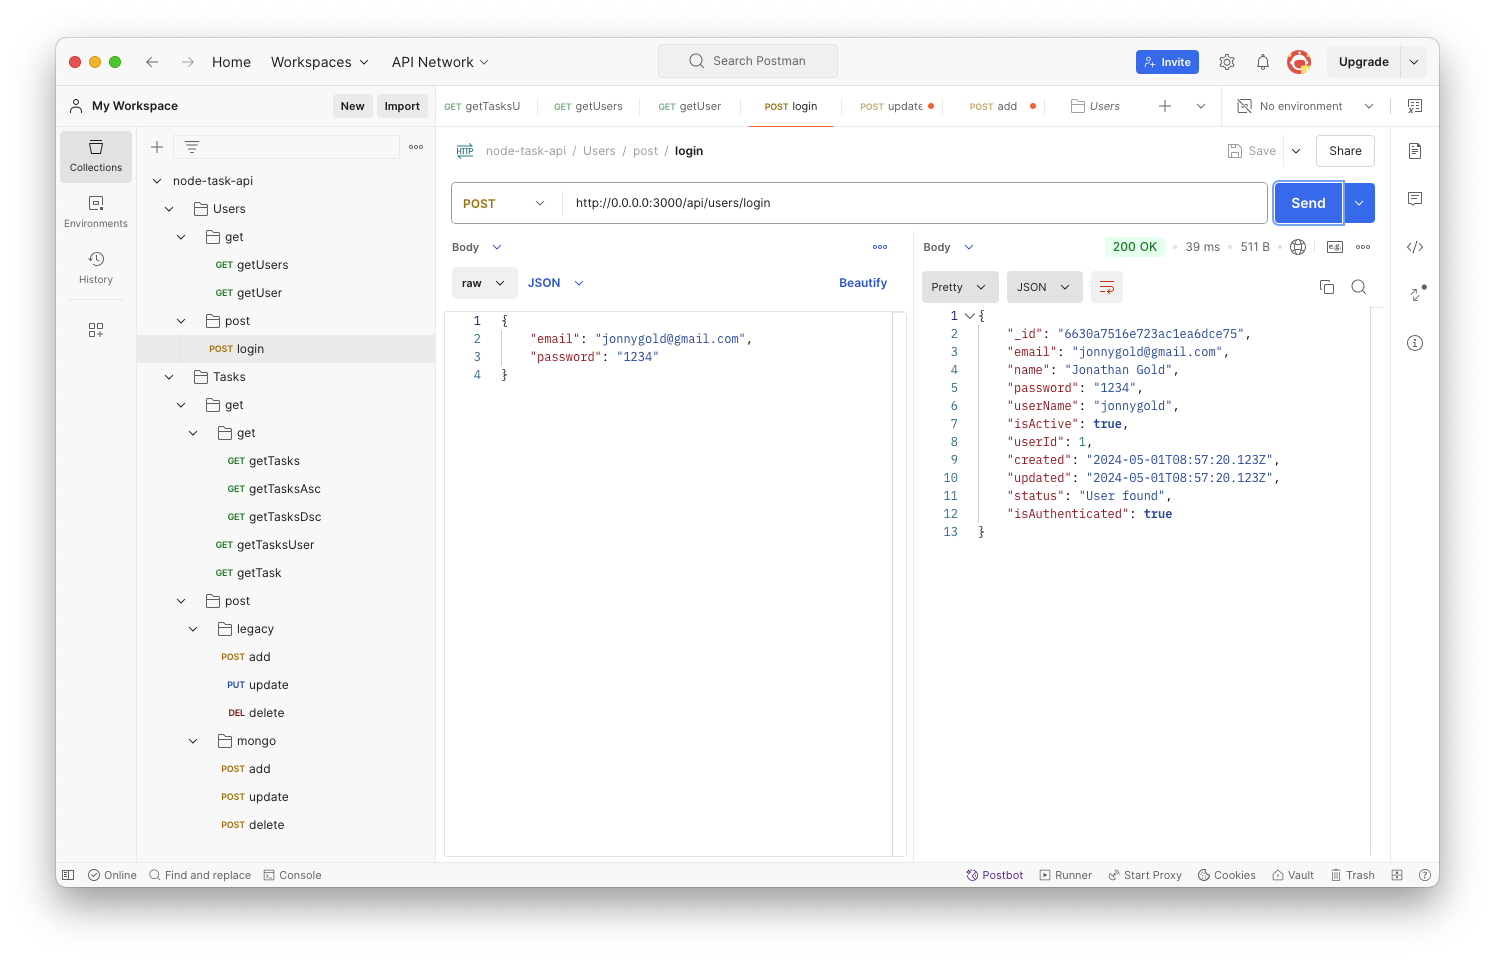 Home
Workspaces
API Network
Search Postman
Invite
Upgrade
My Workspace
New
Import
GET getTasksU
GET getUsers
GET getUser
POST login
POST update
POST add
Users
No environment
Collections
Environments
History
node-task-api
Users
get
GET getUsers
GET getUser
post
POST login
Tasks
get
get
GET getTasks
GET getTasksAsc
GET getTasksDsc
GET getTasksUser
GET getTask
post
legacy
POST add
PUT update
DEL delete
mongo
POST add
POST update
POST delete
HTTP node-task-api / Users / post / login
Save
Share
POST
http://0.0.0.0:3000/api/users/login
Send
Body
raw
JSON
Beautify
1 {
2 "email": "jonnygold@gmail.com",
3 "password": "1234"
4 }
Body
200 OK
39 ms
511 B
e.g.
Pretty
JSON
1 {
2 "_id": "6630a7516e723ac1ea6dce75",
3 "email": "jonnygold@gmail.com",
4 "name": "Jonathan Gold",
5 "password": "1234",
6 "userName": "jonnygold",
7 "isActive": true,
8 "userId": 1,
9 "created": "2024-05-01T08:57:20.123Z",
10 "updated": "2024-05-01T08:57:20.123Z",
11 "status": "User found",
12 "isAuthenticated": true
13 }
Online
Find and replace
Console
Postbot
Runner
Start Proxy
Cookies
Vault
Trash